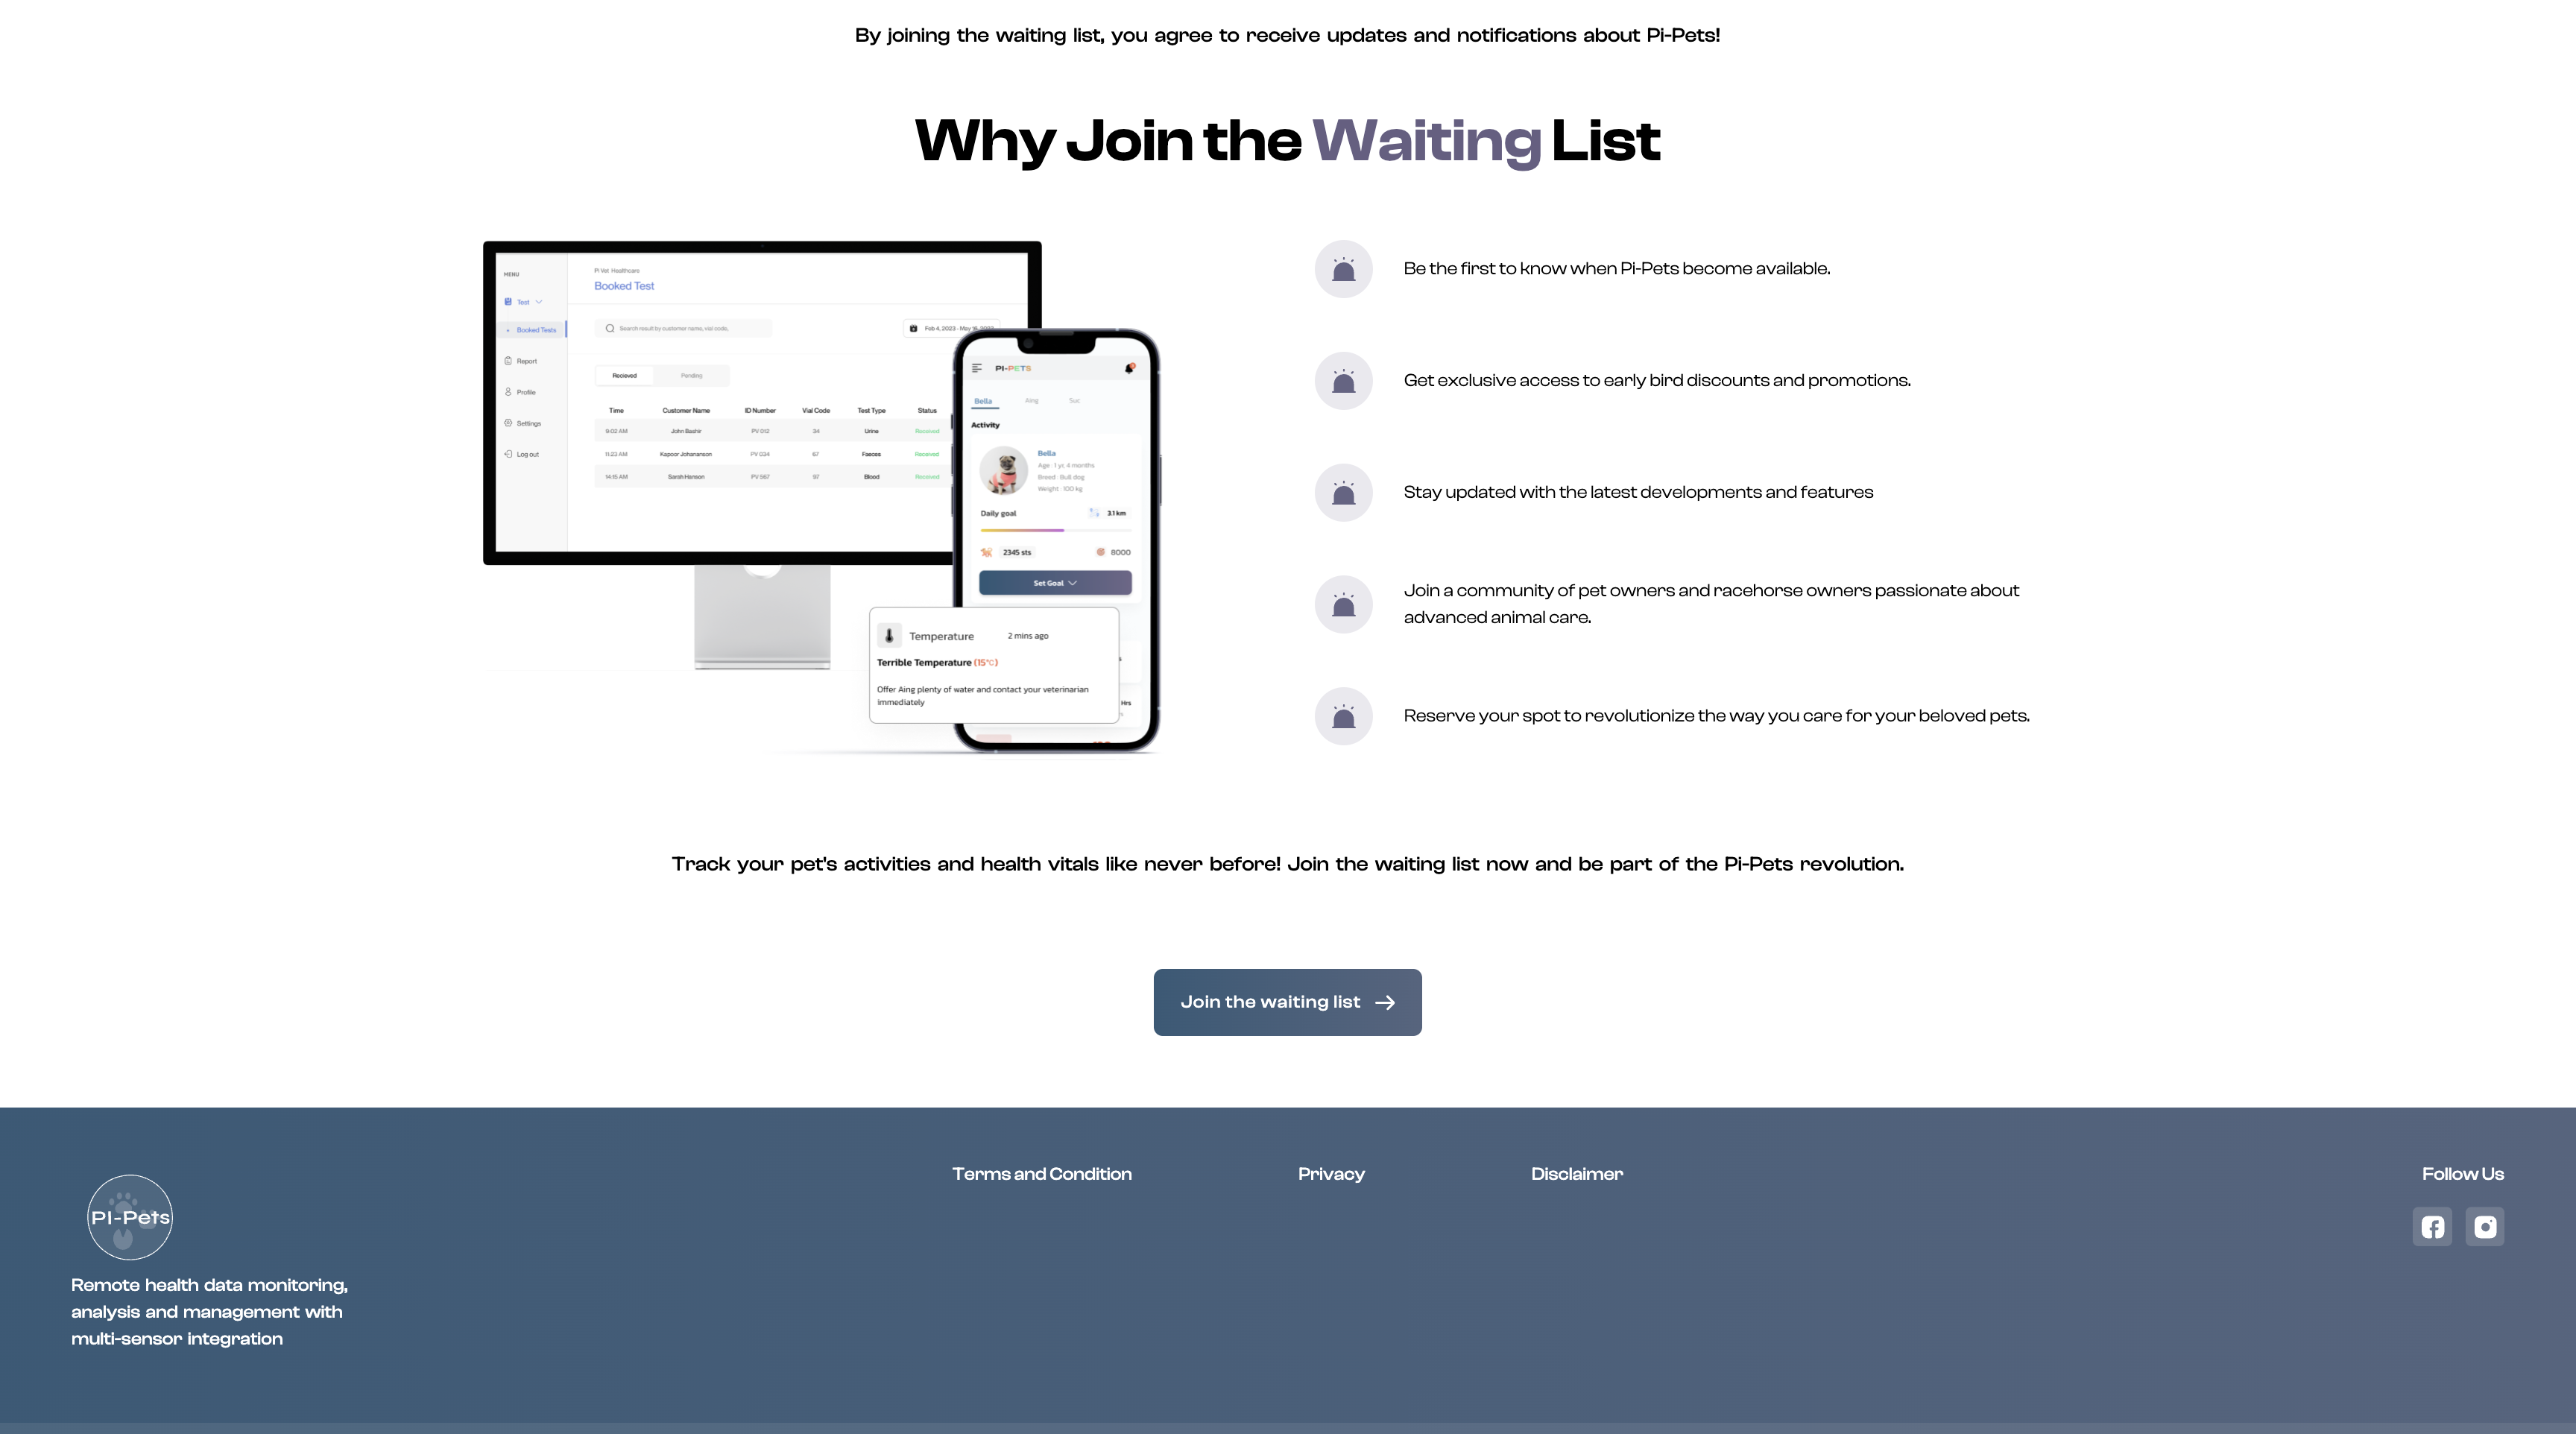 By joining the waiting list, you agree to receive updates and notifications about Pi-Pets!
Why Join the Waiting List
MENU
Test
Booked Tests
Report
Profile
Settings
Log out
Pi Vet Healthcare
Booked Test
Search result by customer name, vial code,
Feb 4, 2023 - May
Recieved Pending
Time Customer Name ID Number Vial Code Test Type Status
9:02 AM John Bashir PV 012 34 Urine Received
11:23 AM Kapoor Johananson PV 034 67 Faeces Received
14:15 AM Sarah Hanson PV 567 97 Blood Received
PI-PETS
Bella Aing Suc
Activity
Bella
Age : 1 yr, 4 months
Breed : Bull dog
Weight : 100 kg
Daily goal 3.1 km
2345 sts 8000
Set Goal
Temperature 2 mins ago
Terrible Temperature (15°C)
Offer Aing plenty of water and contact your veterinarian
immediately
Hrs
Be the first to know when Pi-Pets become available.
Get exclusive access to early bird discounts and promotions.
Stay updated with the latest developments and features
Join a community of pet owners and racehorse owners passionate about
advanced animal care.
Reserve your spot to revolutionize the way you care for your beloved pets.
Track your pet's activities and health vitals like never before! Join the waiting list now and be part of the Pi-Pets revolution.
Join the waiting list
PI-Pets
Remote health data monitoring,
analysis and management with
multi-sensor integration
Terms and Condition
Privacy
Disclaimer
Follow Us